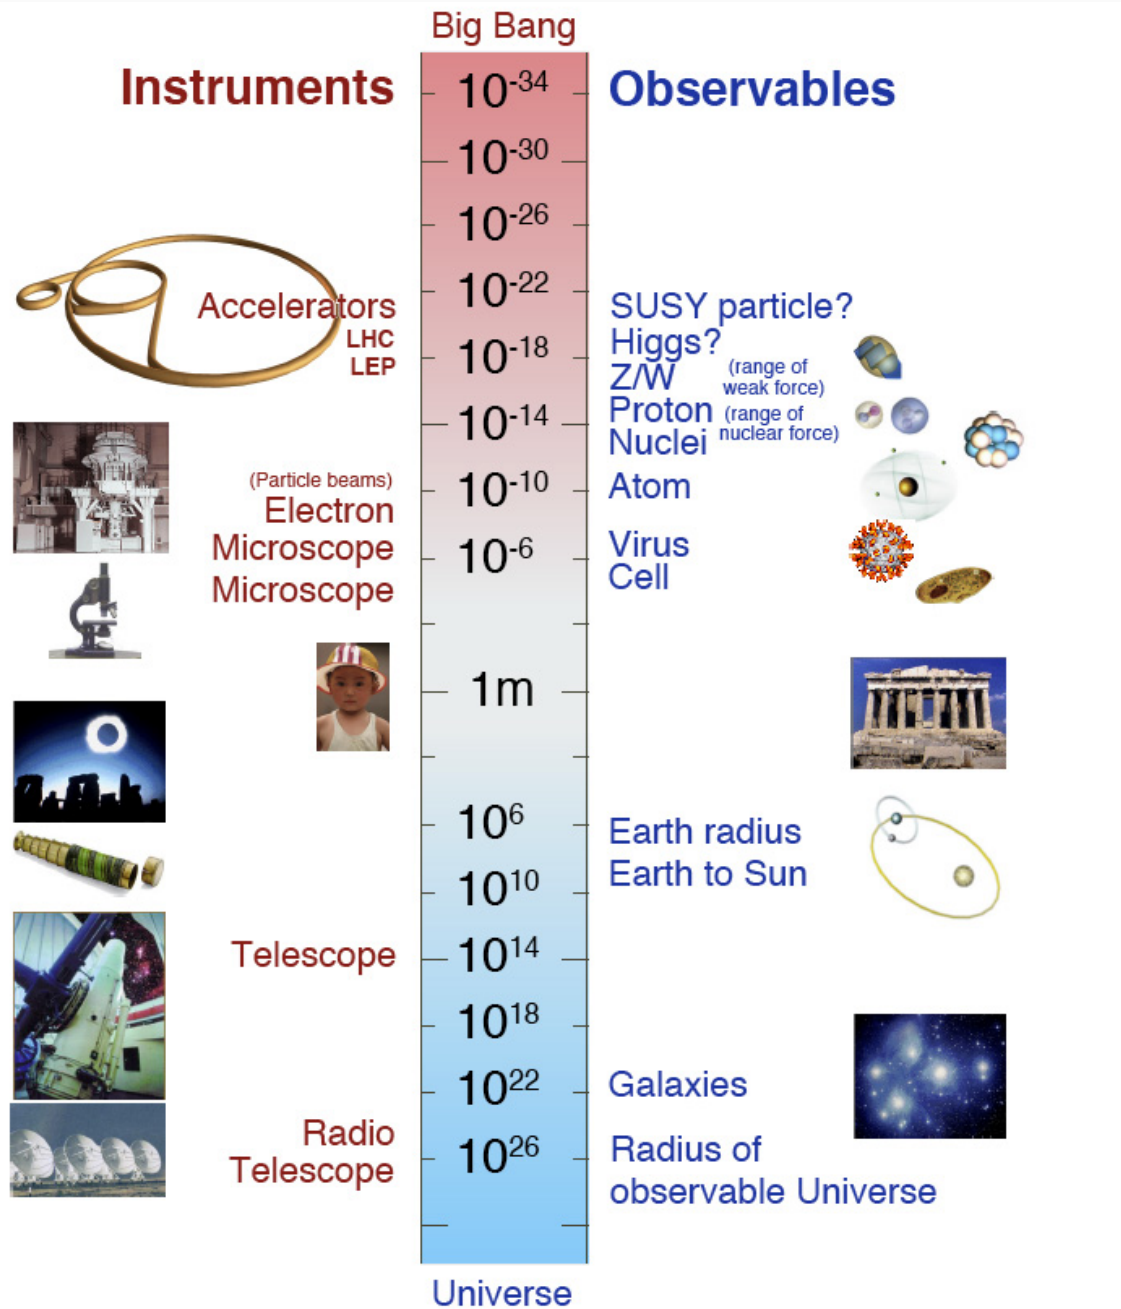 Big Bang
Instruments
10-34
Observables
10-30
10-26
10-22
Accelerators
LHC
LEP
SUSY particle?
Higgs?
10-18
Z/W (range of
weak force)
Proton (range of
nuclear force)
10-14
Nuclei
(Particle beams)
10-10
Atom
Electron
Microscope
10-6
Virus
Cell
Microscope
1m
106
Earth radius
Earth to Sun
1010
Telescope
1014
1018
1022
Galaxies
Radio
Telescope
1026
Radius of
observable Universe
Universe